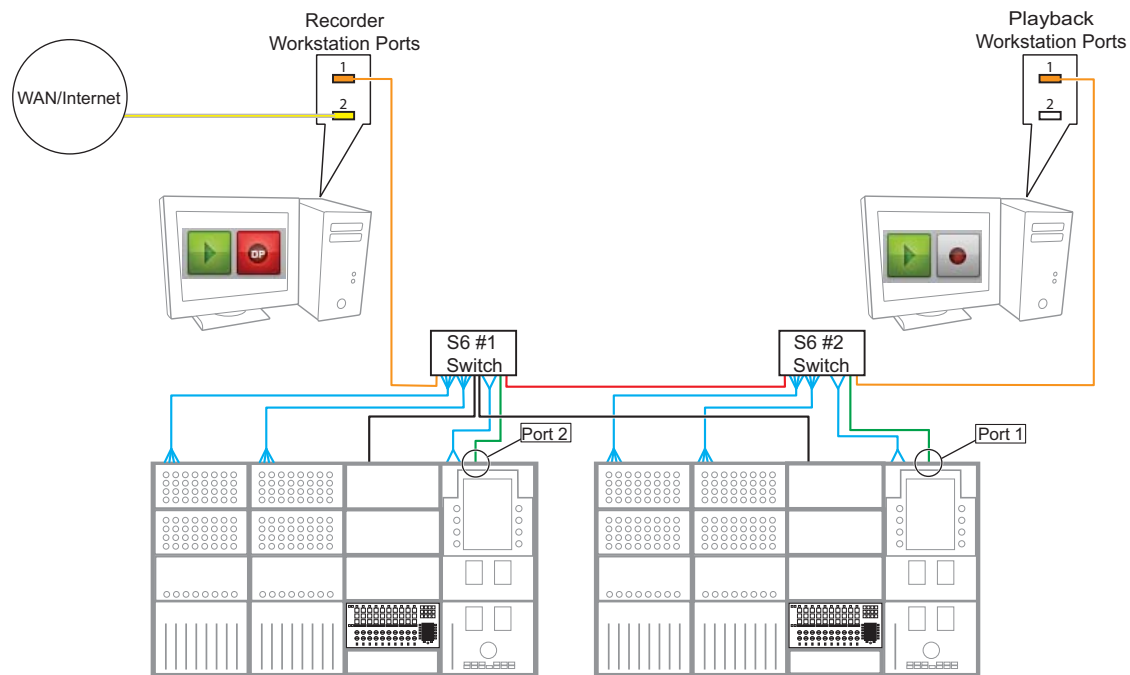 Recorder
Workstation Ports
1
2
WAN/Internet
DP
Playback
Workstation Ports
1
2
S6 #1
Switch
S6 #2
Switch
Port 2
Port 1